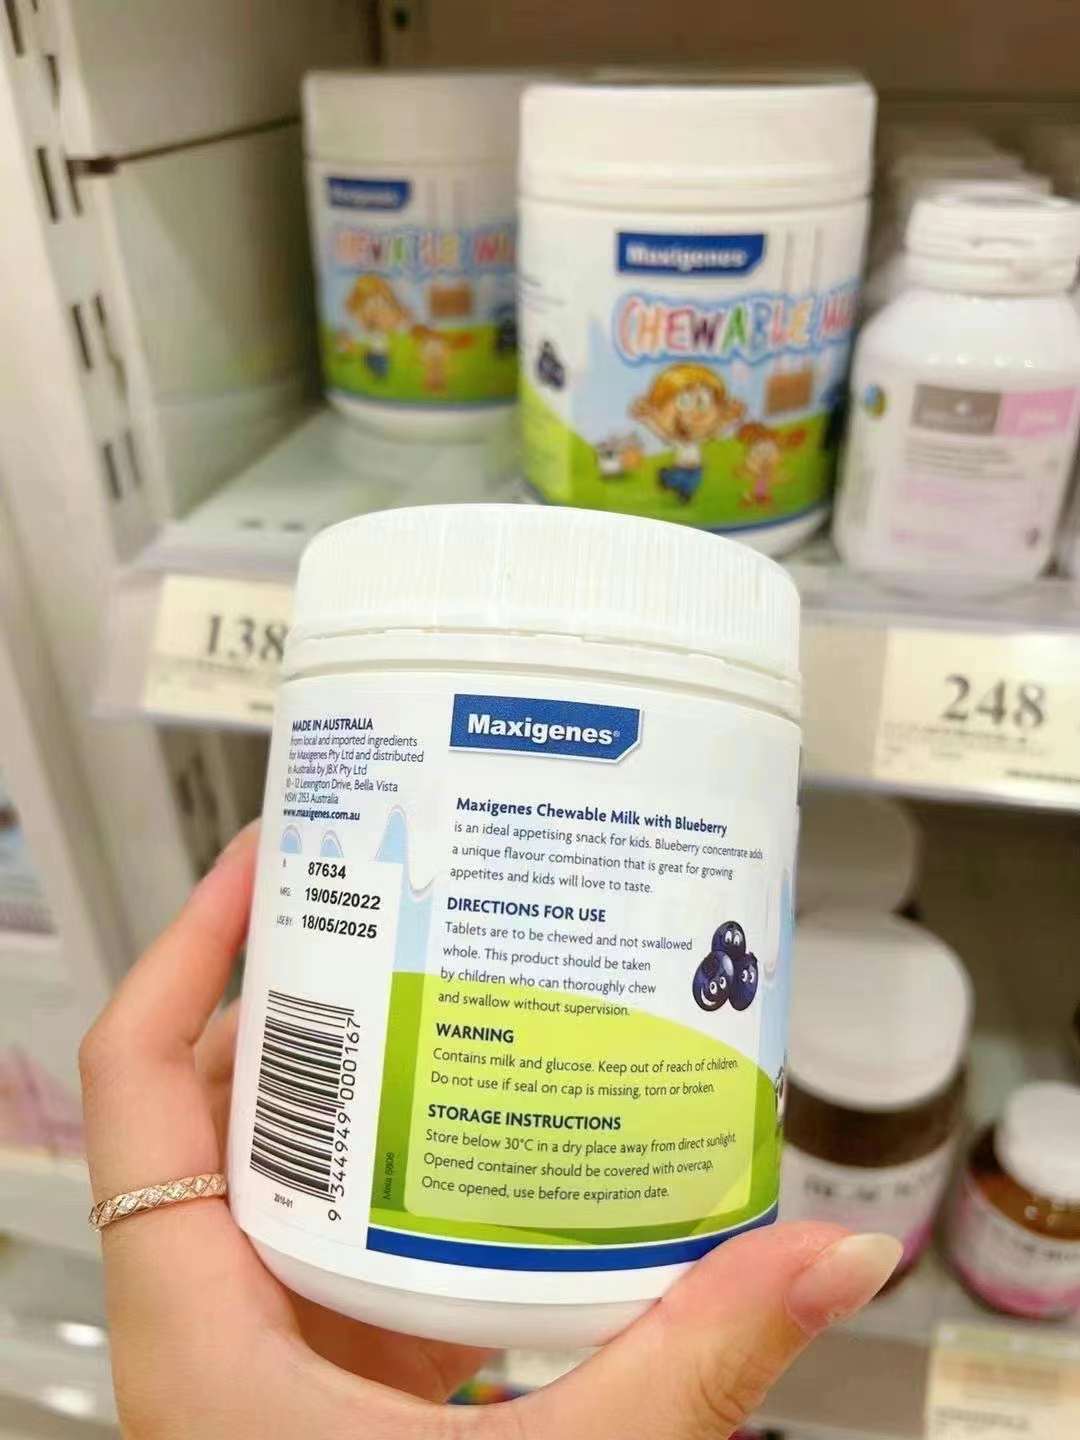 Maxigenes
CHEWABLE
Maxigenes
CHEWABLE
138
248
MADE IN AUSTRALIA
from local and imported ingredients
for Maxigenes Pty Ltd and distributed
in Australia by JBX Pty Ltd
10-12 Lexington Drive, Bella Vista
NSW 2153 Australia
www.maxigenes.com.au
B 87634
MFG 19/05/2022
USE BY 18/05/2025
9 344949 000167
2018-01
Maxigenes®
Maxigenes Chewable Milk with Blueberry
is an ideal appetising snack for kids. Blueberry concentrate adds
a unique flavour combination that is great for growing
appetites and kids will love to taste.
DIRECTIONS FOR USE
Tablets are to be chewed and not swallowed
whole. This product should be taken
by children who can thoroughly chew
and swallow without supervision.
WARNING
Contains milk and glucose. Keep out of reach of children.
Do not use if seal on cap is missing, torn or broken.
STORAGE INSTRUCTIONS
Store below 30°C in a dry place away from direct sunlight.
Opened container should be covered with overcap.
Once opened, use before expiration date.